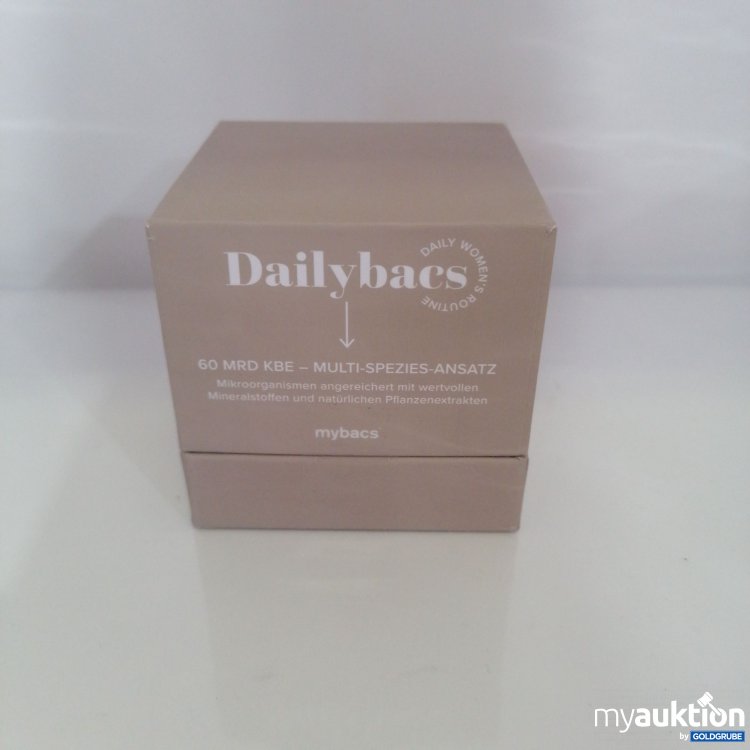 Dailybacs
DAILY WOMEN'S ROUTINE
60 MRD KBE – MULTI-SPEZIES-ANSATZ
Mikroorganismen angereichert mit wertvollen
Mineralstoffen und natürlichen Pflanzenextrakten
mybacs
myauktion
by GOLDGRUBE